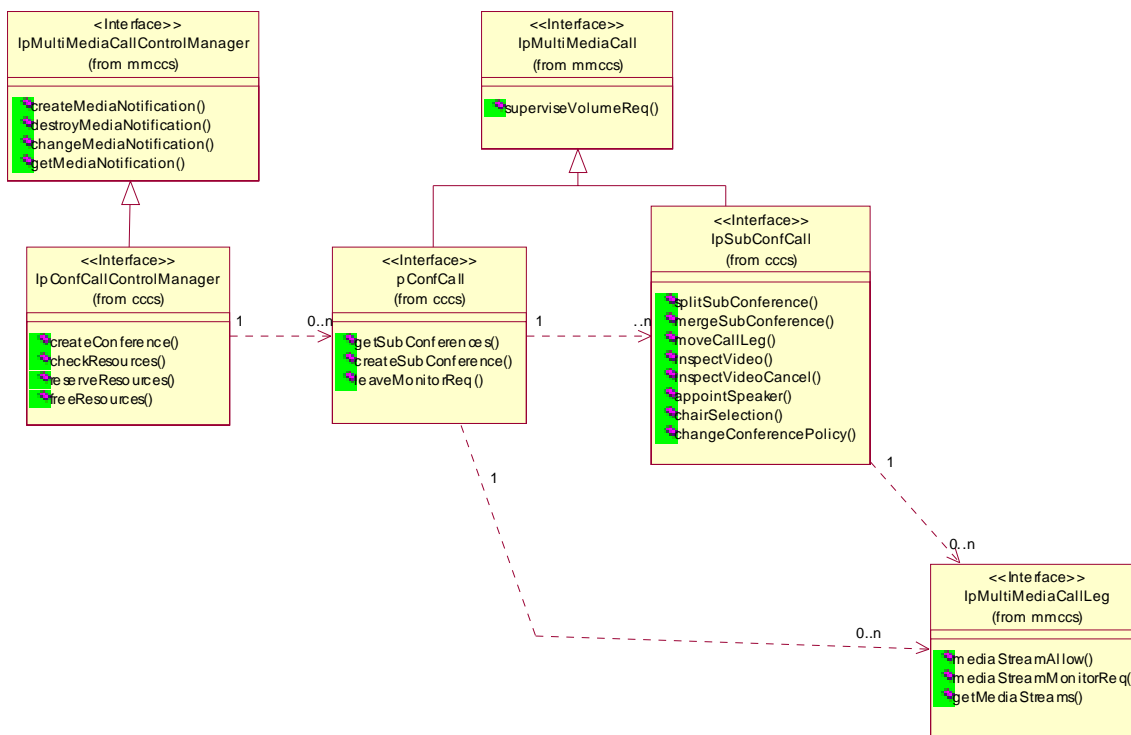 <Interface>>
IpMultiMediaCallControlManager
(from mmccs)
createMediaNotification()
destroyMediaNotification()
changeMediaNotification()
getMediaNotification()
<<Interface>>
IpMultiMediaCall
(from mmccs)
superviseVolumeReq()
<<Interface>>
IpConfCallControlManager
(from cccs)
createConference()
checkResources()
reserveResources()
freeResources()
1
0..n
<<Interface>>
pConfCall
(from cccs)
getSubConferences()
createSubConference()
leaveMonitorReq()
1
..n
<<Interface>>
IpSubConfCall
(from cccs)
splitSubConference()
mergeSubConference()
moveCallLeg()
inspectVideo()
inspectVideoCancel()
appointSpeaker()
chairSelection()
changeConferencePolicy()
1
1
0..n
0..n
<<Interface>>
IpMultiMediaCallLeg
(from mmccs)
mediaStreamAllow()
mediaStreamMonitorReq()
getMediaStreams()